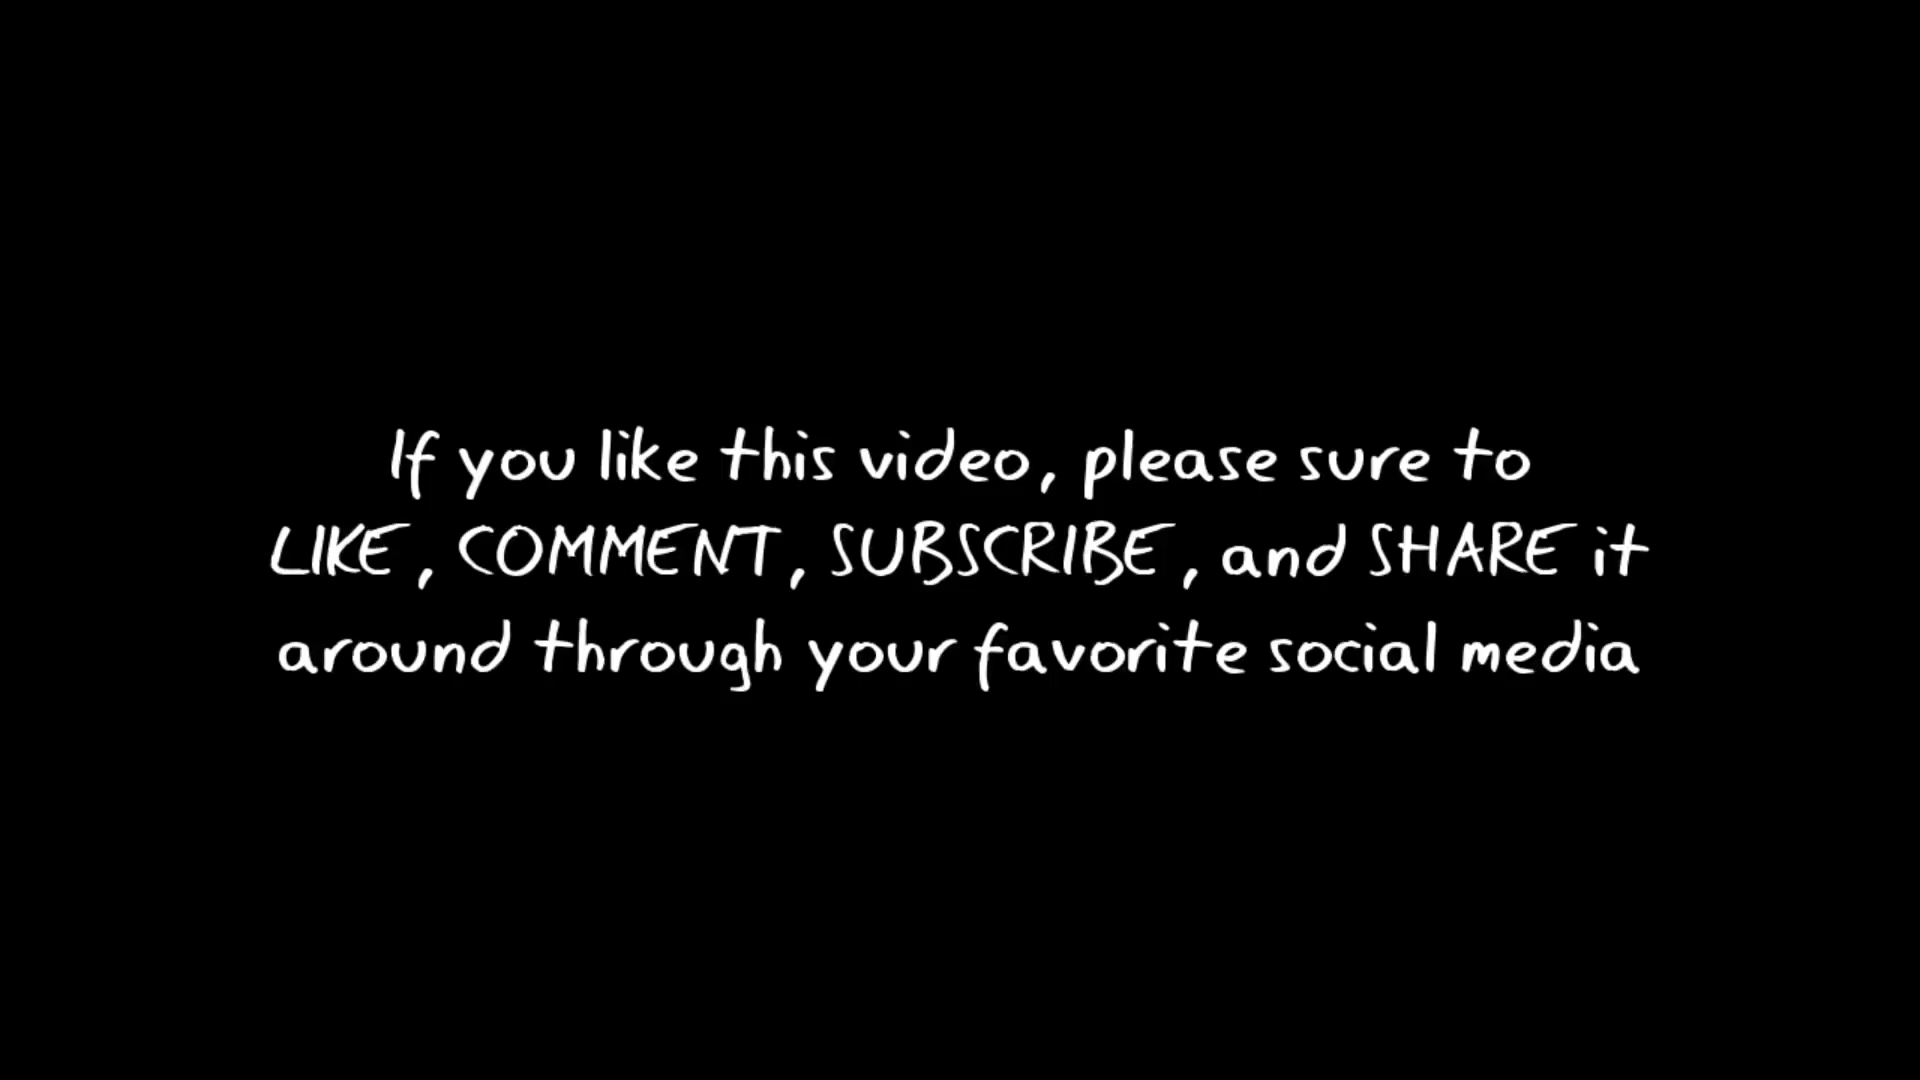 If you like this video, please sure to
LIKE, COMMENT, SUBSCRIBE, and SHARE it
around through your favorite social media